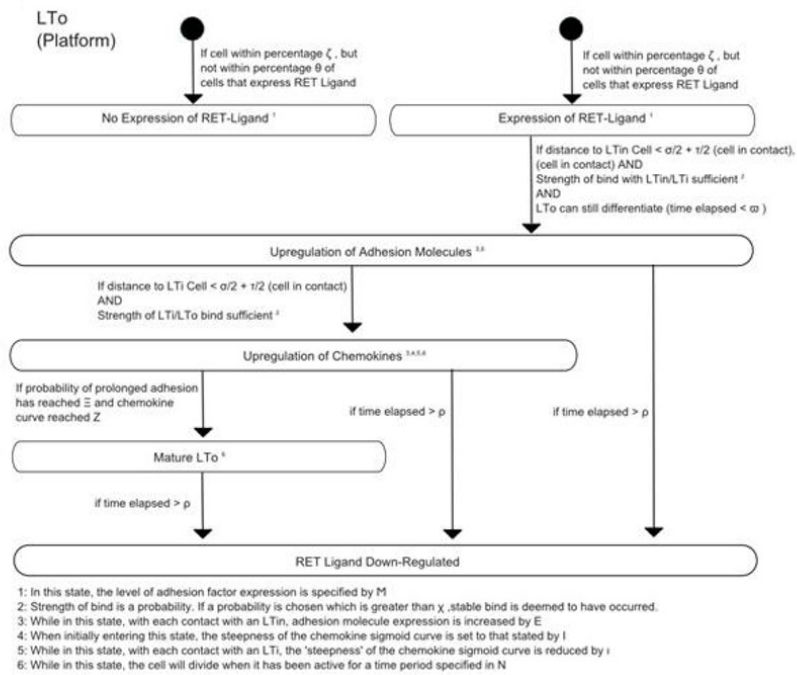 LTo
(Platform)
If cell within percentage ζ , but
not within percentage θ of
cells that express RET Ligand
If cell within percentage ζ , but
not within percentage θ of
cells that express RET Ligand
No Expression of RET-Ligand ¹
Expression of RET-Ligand ¹
If distance to LTin Cell < σ/2 + τ/2 (cell in contact),
(cell in contact) AND
Strength of bind with LTin/LTi sufficient ²
AND
LTo can still differentiate (time elapsed < ϖ )
Upregulation of Adhesion Molecules ³,⁶
If distance to LTi Cell < σ/2 + τ/2 (cell in contact)
AND
Strength of LTi/LTo bind sufficient ²
Upregulation of Chemokines ³,⁴,⁵,⁶
If probability of prolonged adhesion
has reached Ξ and chemokine
curve reached Z
if time elapsed > ρ
if time elapsed > ρ
Mature LTo ⁶
if time elapsed > ρ
RET Ligand Down-Regulated
1: In this state, the level of adhesion factor expression is specified by M
2: Strength of bind is a probability. If a probability is chosen which is greater than χ ,stable bind is deemed to have occurred.
3: While in this state, with each contact with an LTin, adhesion molecule expression is increased by E
4: When initially entering this state, the steepness of the chemokine sigmoid curve is set to that stated by I
5: While in this state, with each contact with an LTi, the 'steepness' of the chemokine sigmoid curve is reduced by ι
6: While in this state, the cell will divide when it has been active for a time period specified in N